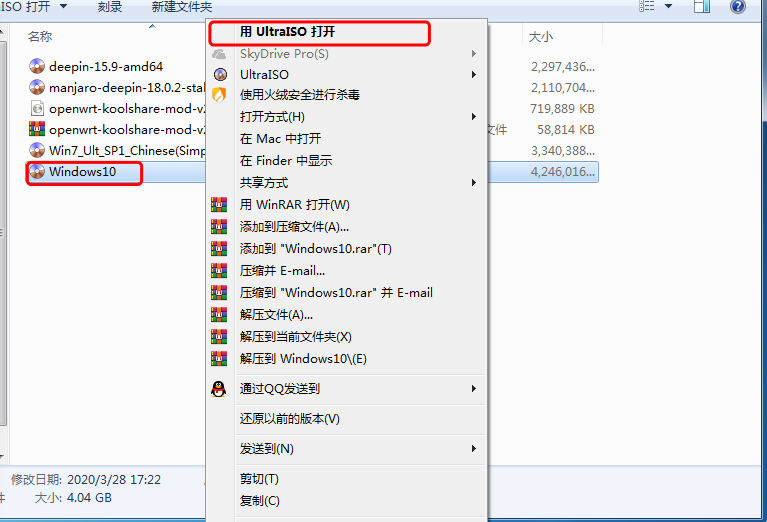 ISO 打开 刻录 新建文件夹
名称 大小
deepin-15.9-amd64 2,297,436...
manjaro-deepin-18.0.2-stal 2,110,704...
openwrt-koolshare-mod-v2 719,889 KB
openwrt-koolshare-mod-v2 文件 58,814 KB
Win7_Ult_SP1_Chinese(Simp 3,340,388...
Windows10 4,246,016...
用 UltraISO 打开
SkyDrive Pro(S)
UltraISO
使用火绒安全进行杀毒
打开方式(H)
在 Mac 中打开
在 Finder 中显示
共享方式
用 WinRAR 打开(W)
添加到压缩文件(A)...
添加到 "Windows10.rar"(T)
压缩并 E-mail...
压缩到 "Windows10.rar" 并 E-mail
解压文件(A)...
解压到当前文件夹(X)
解压到 Windows10\(E)
通过QQ发送到
还原以前的版本(V)
发送到(N)
剪切(T)
复制(C)
修改日期: 2020/3/28 17:22
件 大小: 4.04 GB